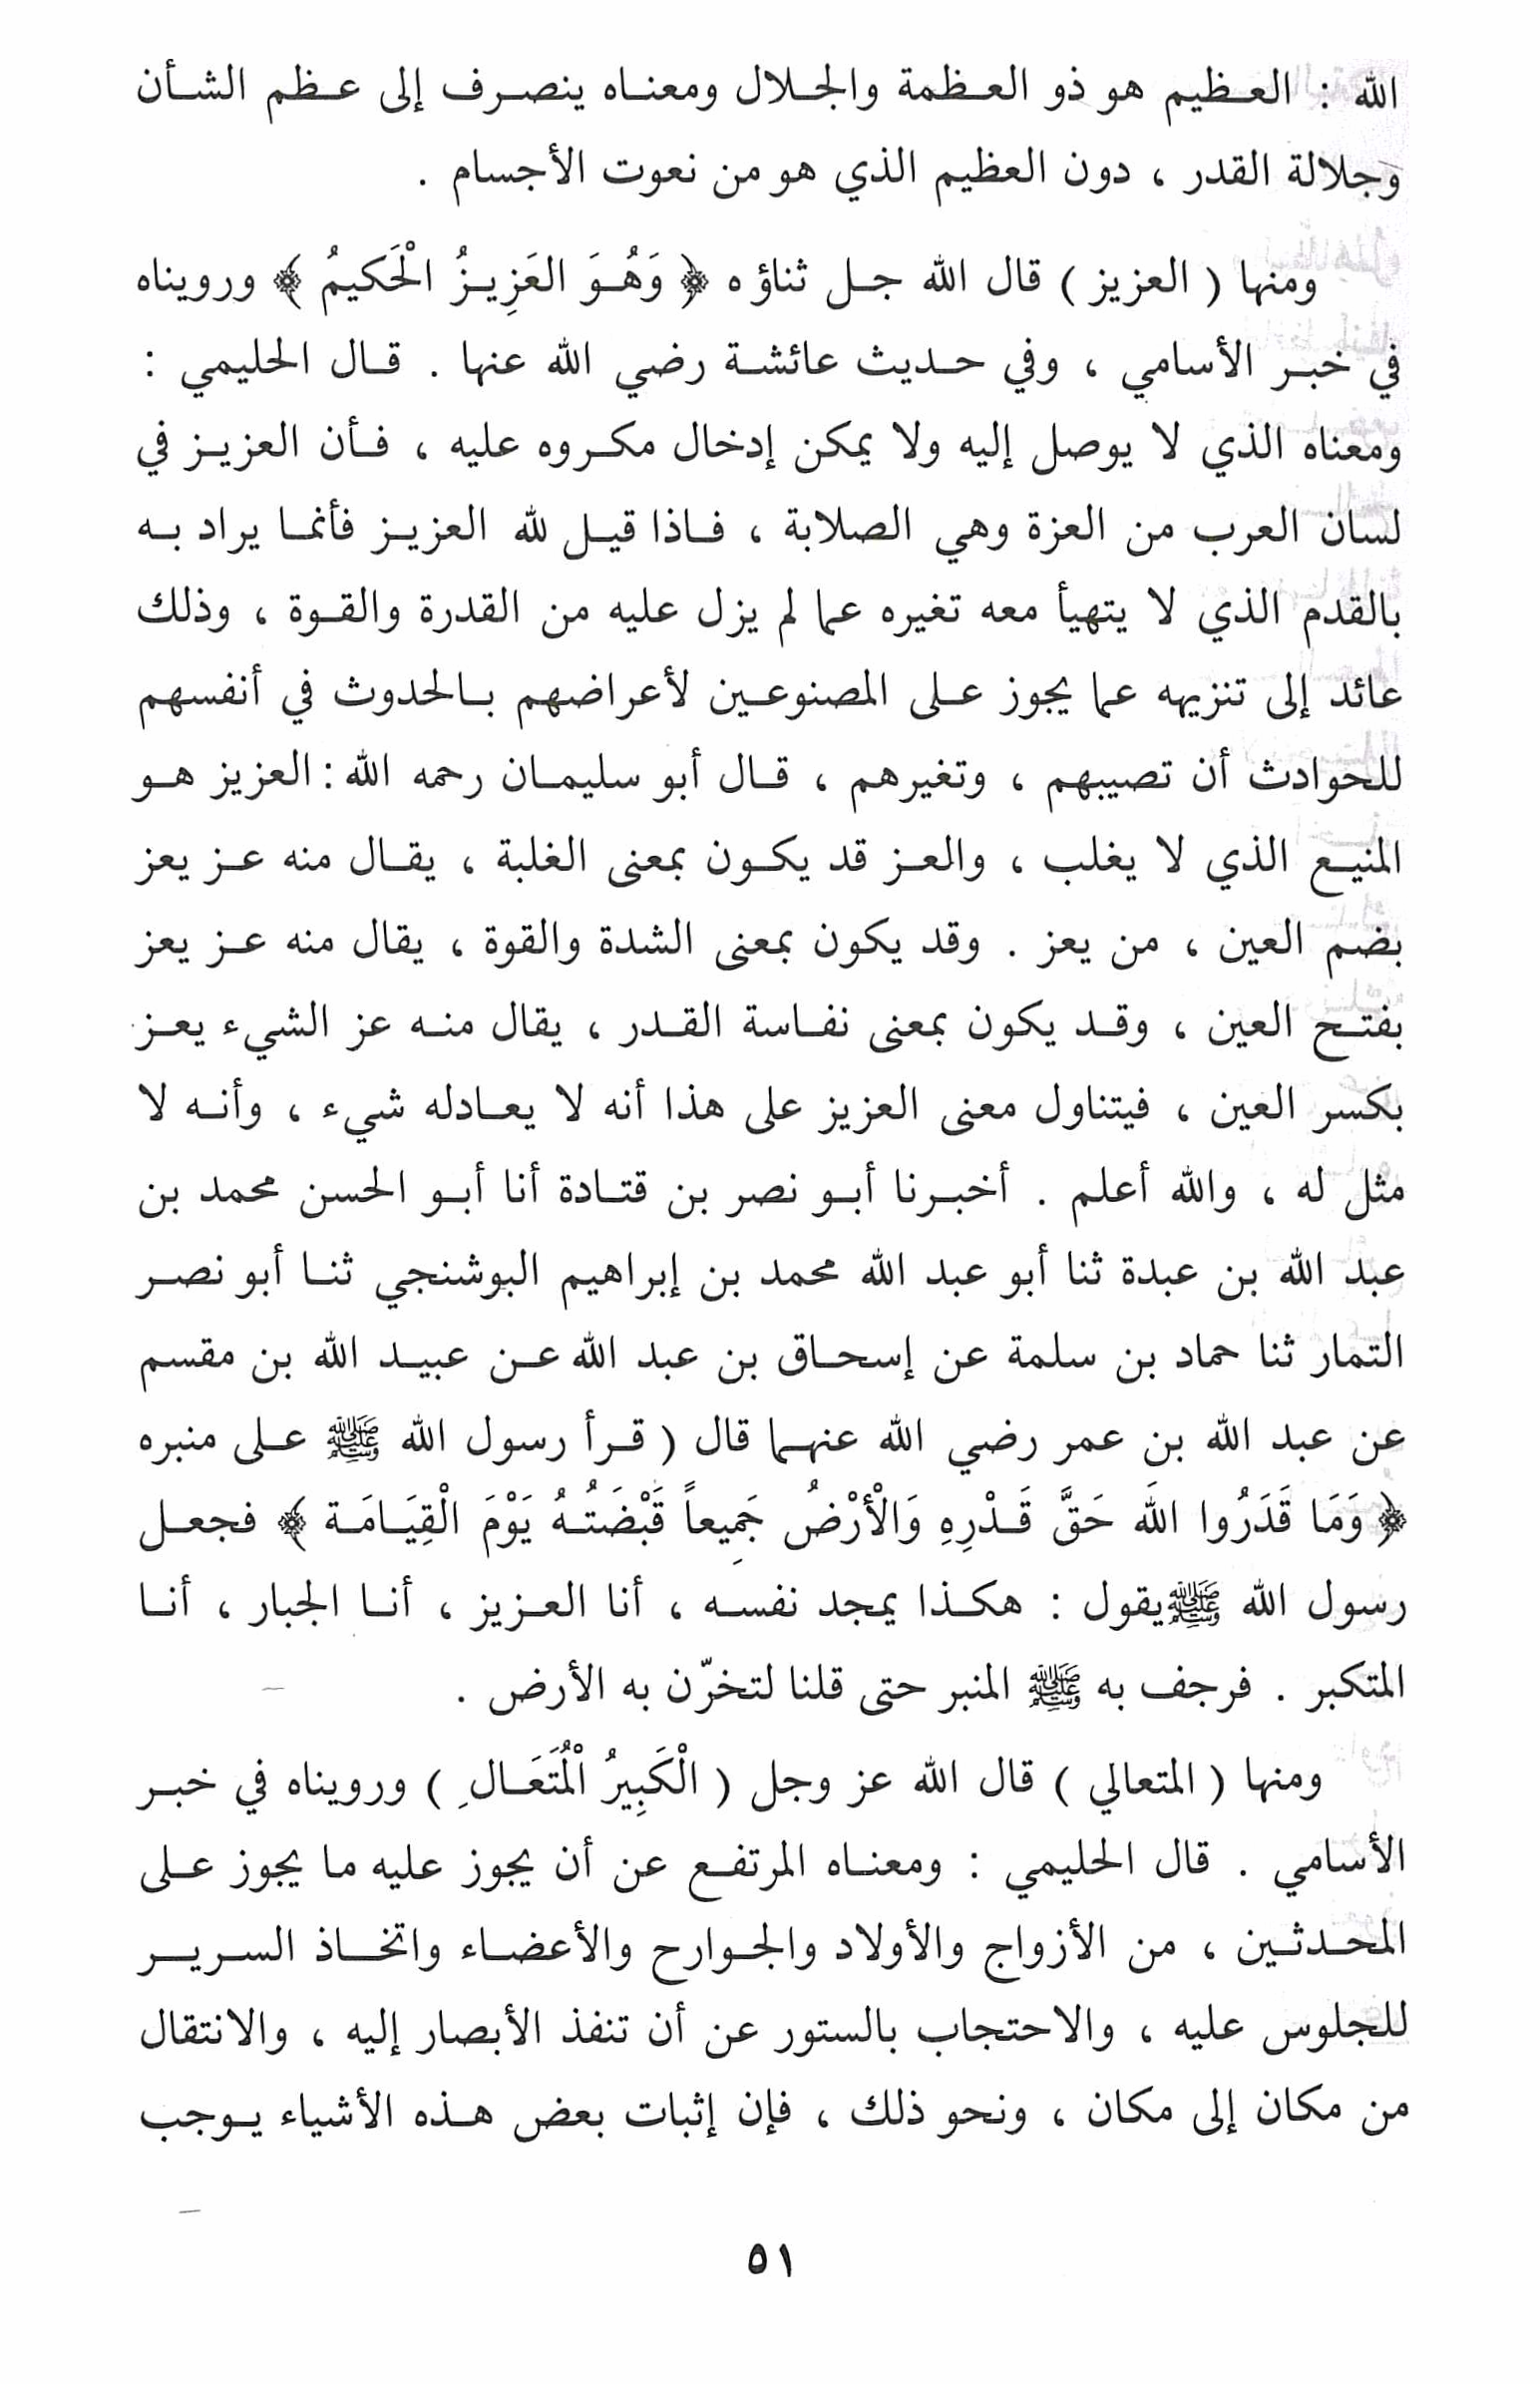 الله : العظيم هو ذو العظمة والجلال ومعناه ينصرف إلى عظم الشأن
وجلالة القدر ، دون العظيم الذي هو من نعوت الأجسام .
ومنها ( العزيز ) قال الله جل ثناؤه ﴿ وَهُوَ العَزِيزُ الْحَكيمُ ﴾ ورويناه
في خبر الأسامي ، وفي حديث عائشة رضي الله عنها . قال الحليمي :
ومعناه الذي لا يوصل إليه ولا يمكن إدخال مكروه عليه ، فأن العزيز في
لسان العرب من العزة وهي الصلابة ، فاذا قيل لله العزيز فأنما يراد به
بالقدم الذي لا يتهيأ معه تغيره عما لم يزل عليه من القدرة والقوة ، وذلك
عائد إلى تنزيهه عما يجوز على المصنوعين لأعراضهم بالحدوث في أنفسهم
للحوادث أن تصيبهم ، وتغيرهم ، قال أبو سليمان رحمه الله : العزيز هو
المنيع الذي لا يغلب ، والعز قد يكون بمعنى الغلبة ، يقال منه عز يعز
بضم العين ، من يعز . وقد يكون بمعنى الشدة والقوة ، يقال منه عز يعز
بفتح العين ، وقد يكون بمعنى نفاسة القدر ، يقال منه عز الشيء يعز
بكسر العين ، فيتناول معنى العزيز على هذا أنه لا يعادله شيء ، وأنه لا
مثل له ، والله أعلم . أخبرنا أبو نصر بن قتادة أنا أبو الحسن محمد بن
عبد الله بن عبدة ثنا أبو عبد الله محمد بن إبراهيم البوشنجي ثنا أبو نصر
التمار ثنا حماد بن سلمة عن إسحاق بن عبد الله عن عبيد الله بن مقسم
عن عبد الله بن عمر رضي الله عنهما قال ( قرأ رسول الله ﷺ على منبره
﴿ وَمَا قَدَرُوا اللَه حَقَّ قَدْرِهِ وَالْأرْضُ جَمِيعاً قَبْضَتُهُ يَوْمَ الْقِيَامَة ﴾ فجعل
رسول الله ﷺ يقول : هكذا يمجد نفسه ، أنا العزيز ، أنا الجبار ، أنا
المتكبر . فرجف به ﷺ المنبر حتى قلنا لتخرّن به الأرض .
ومنها ( المتعالي ) قال الله عز وجل ( الْكَبِيرُ الْمُتَعَالِ ) ورويناه في خبر
الأسامي . قال الحليمي : ومعناه المرتفع عن أن يجوز عليه ما يجوز على
المحدثين ، من الأزواج والأولاد والجوارح والأعضاء واتخاذ السرير
للجلوس عليه ، والاحتجاب بالستور عن أن تنفذ الأبصار إليه ، والانتقال
من مكان إلى مكان ، ونحو ذلك ، فإن إثبات بعض هذه الأشياء يوجب
٥١